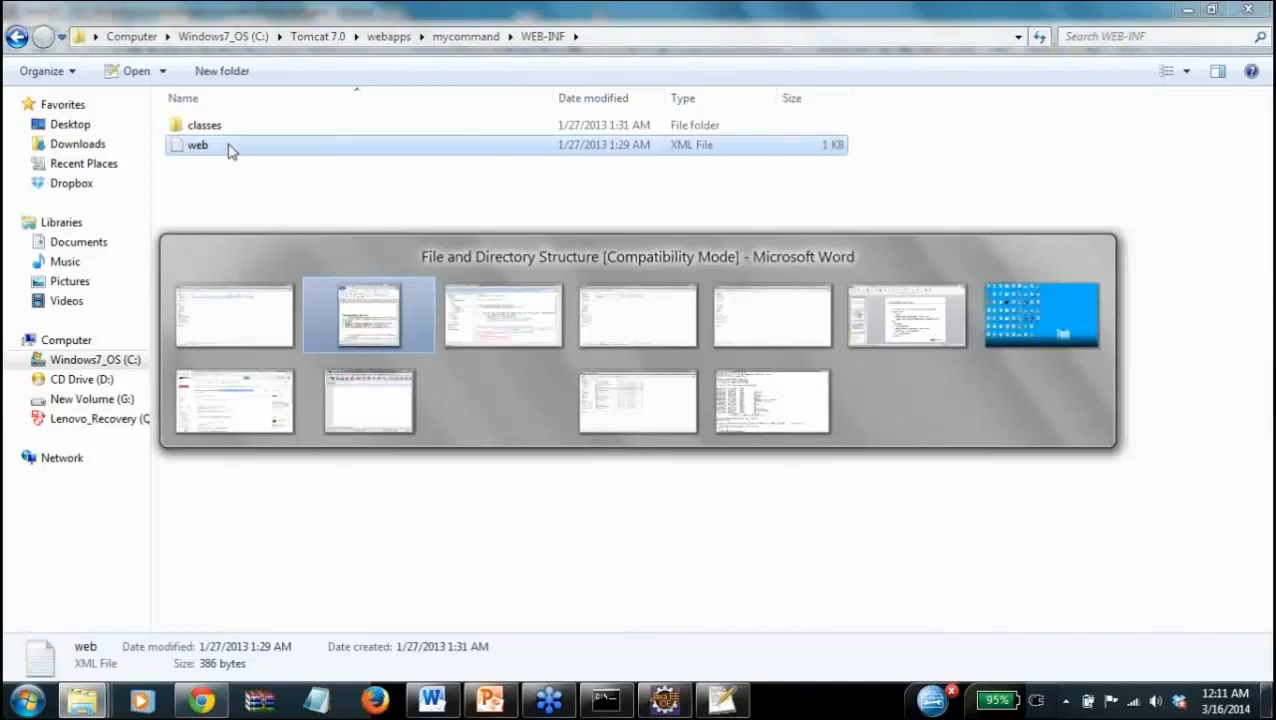 Computer Windows7_OS (C:) Tomcat 7.0 webapps mycommand WEB-INF Search WEB-INF
Organize Open New folder
Name Date modified Type Size
Favorites
Desktop
Downloads
Recent Places
Dropbox
Libraries
Documents
Music
Pictures
Videos
Computer
Windows7_OS (C:)
CD Drive (D:)
New Volume (G:)
Lenovo_Recovery (Q
Network
classes 1/27/2013 1:31 AM File folder
web 1/27/2013 1:29 AM XML File 1 KB
File and Directory Structure [Compatibility Mode] - Microsoft Word
web Date modified: 1/27/2013 1:29 AM Date created: 1/27/2013 1:31 AM
XML File Size: 386 bytes
95%
12:11 AM
3/16/2014